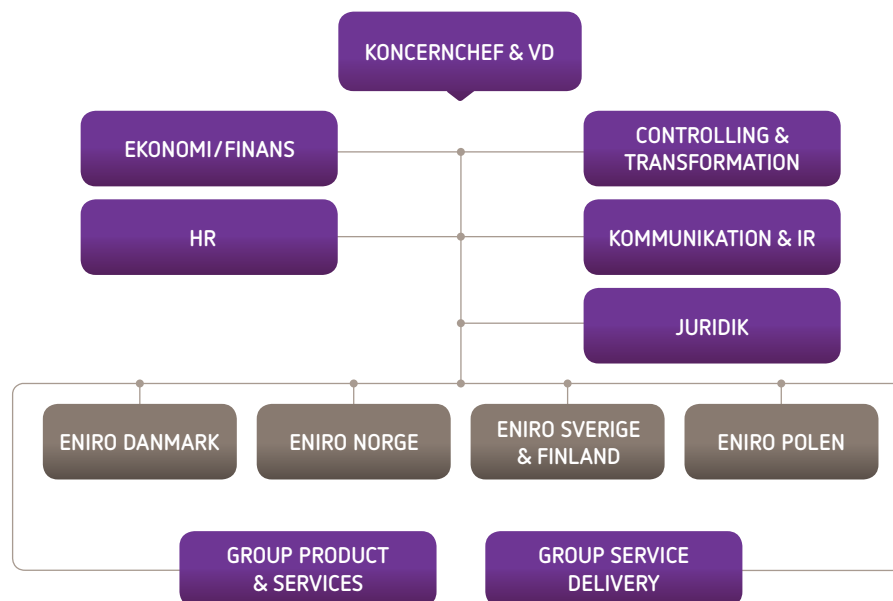 KONCERNCHEF & VD
EKONOMI/FINANS
CONTROLLING &
TRANSFORMATION
HR
KOMMUNIKATION & IR
JURIDIK
ENIRO DANMARK
ENIRO NORGE
ENIRO SVERIGE
& FINLAND
ENIRO POLEN
GROUP PRODUCT
& SERVICES
GROUP SERVICE
DELIVERY